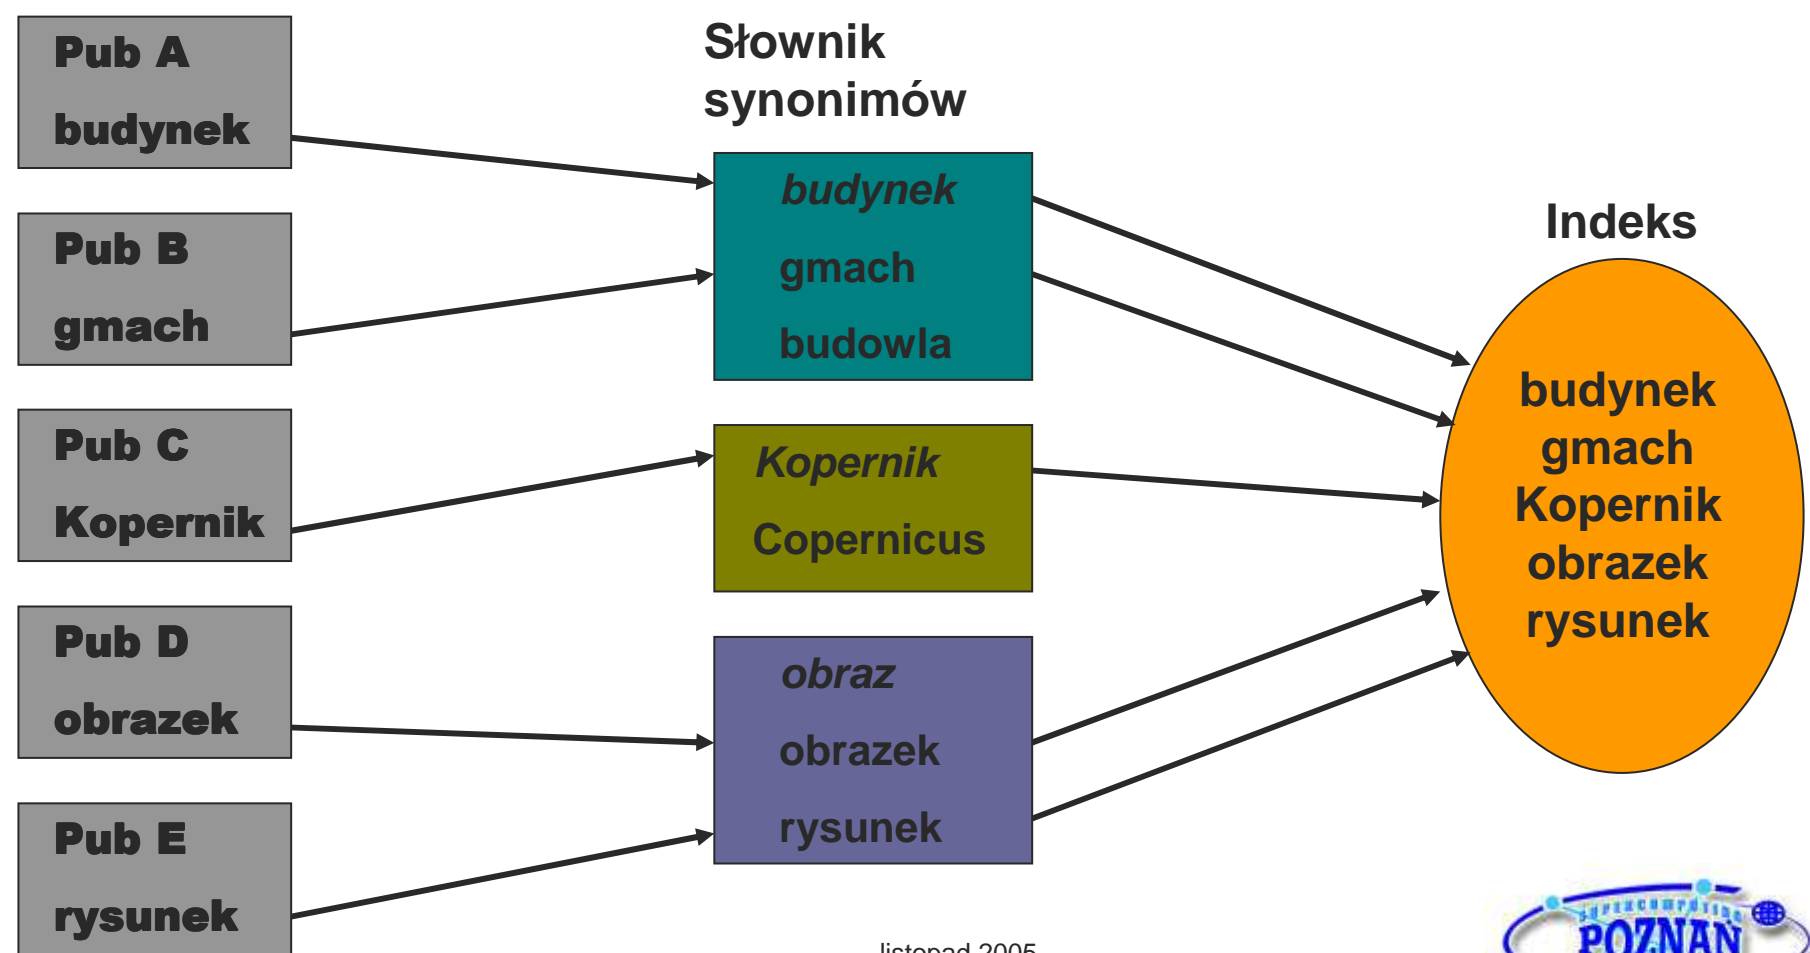 Pub A
budynek
Pub B
gmach
Pub C
Kopernik
Pub D
obrazek
Pub E
rysunek
Słownik
synonimów
budynek
gmach
budowla
Kopernik
Copernicus
obraz
obrazek
rysunek
Indeks
budynek
gmach
Kopernik
obrazek
rysunek
listopad 2005
SUPERCOMPUTING
POZNAŃ